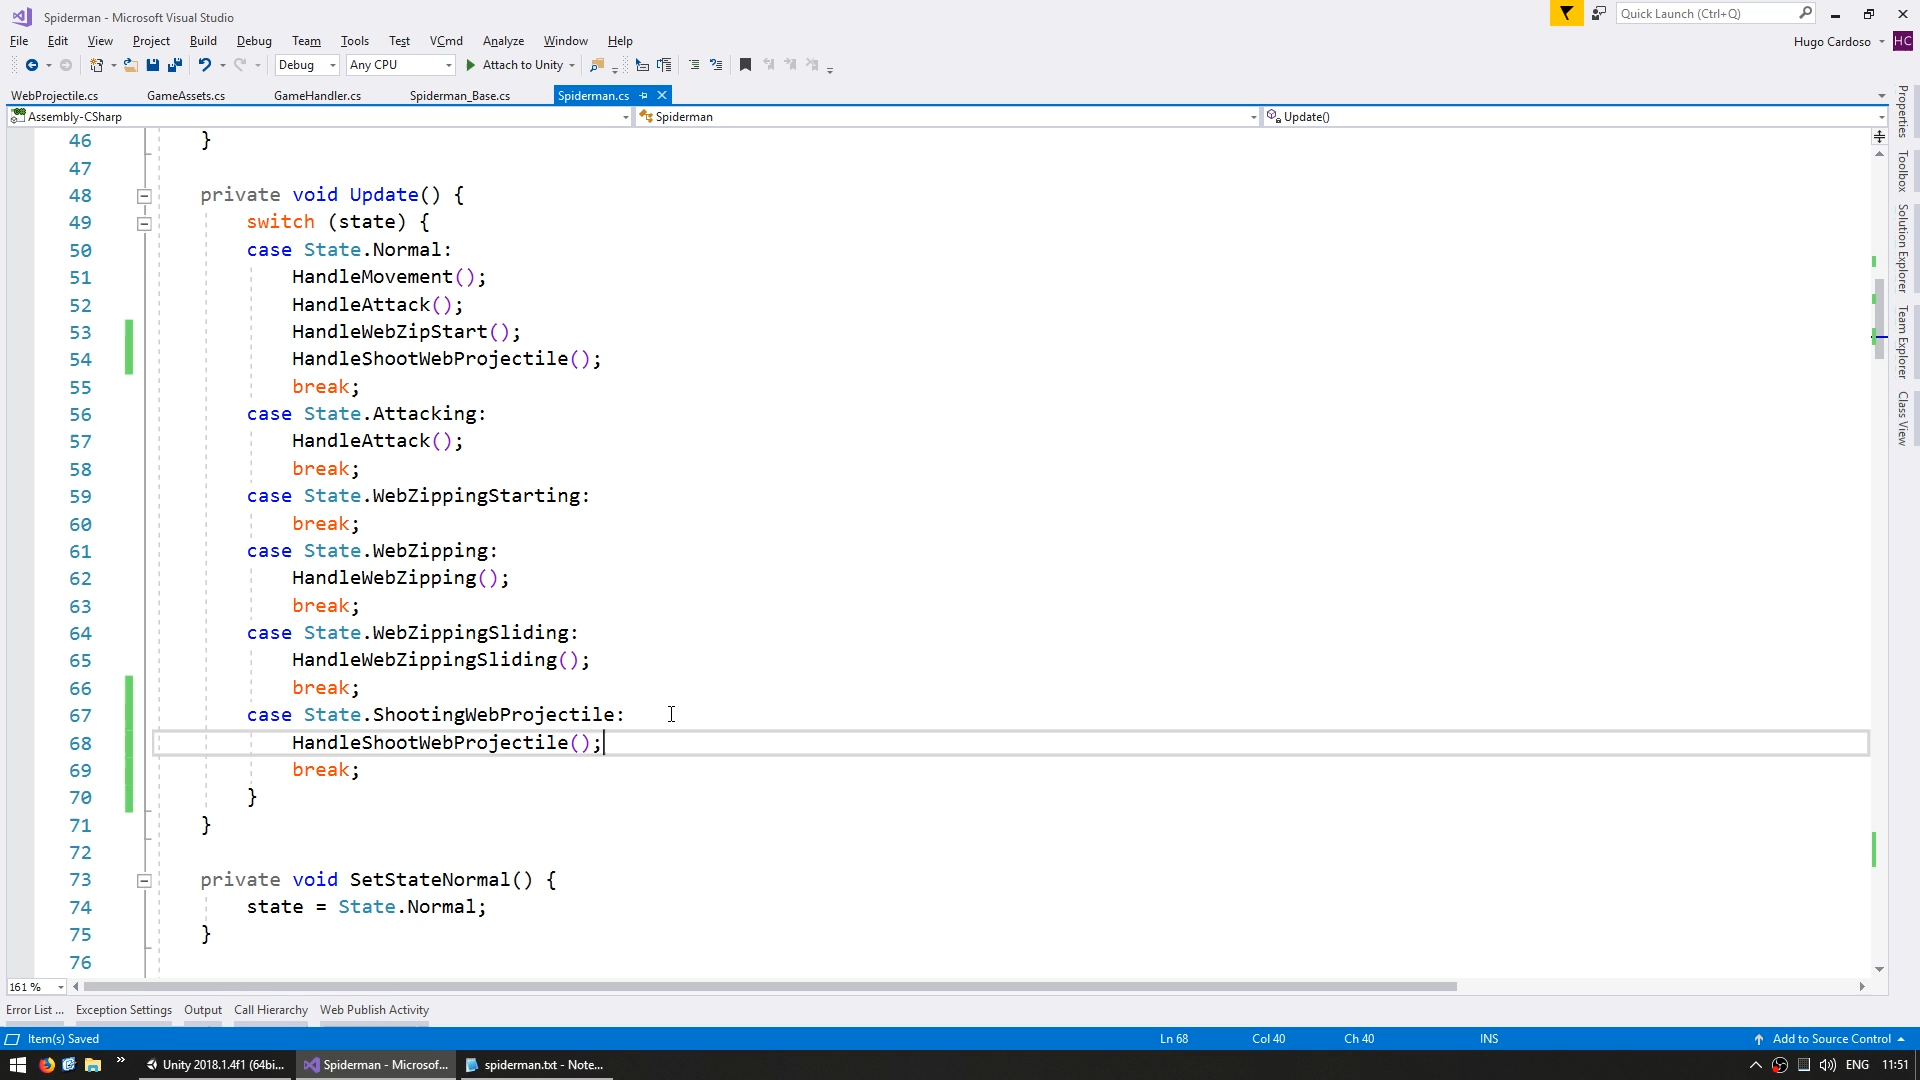 Spiderman - Microsoft Visual Studio
Quick Launch (Ctrl+Q)
File Edit View Project Build Debug Team Tools Test VCmd Analyze Window Help
Hugo Cardoso HC
Debug Any CPU Attach to Unity
WebProjectile.cs GameAssets.cs GameHandler.cs Spiderman_Base.cs Spiderman.cs
Assembly-CSharp Spiderman Update()
46 }
47
48 private void Update() {
49 switch (state) {
50 case State.Normal:
51 HandleMovement();
52 HandleAttack();
53 HandleWebZipStart();
54 HandleShootWebProjectile();
55 break;
56 case State.Attacking:
57 HandleAttack();
58 break;
59 case State.WebZippingStarting:
60 break;
61 case State.WebZipping:
62 HandleWebZipping();
63 break;
64 case State.WebZippingSliding:
65 HandleWebZippingSliding();
66 break;
67 case State.ShootingWebProjectile:
68 HandleShootWebProjectile();
69 break;
70 }
71 }
72
73 private void SetStateNormal() {
74 state = State.Normal;
75 }
76
Properties
Toolbox
Solution Explorer
Team Explorer
Class View
161 %
Error List ... Exception Settings Output Call Hierarchy Web Publish Activity
Item(s) Saved Ln 68 Col 40 Ch 40 INS Add to Source Control
Unity 2018.1.4f1 (64bi... Spiderman - Microsof... spiderman.txt - Note... ENG 11:51